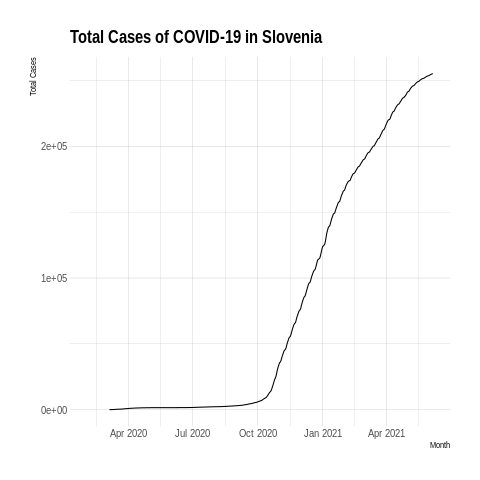 Total Cases of COVID-19 in Slovenia
Total Cases
2e+05
1e+05
0e+00
Apr 2020 Jul 2020 Oct 2020 Jan 2021 Apr 2021
Month